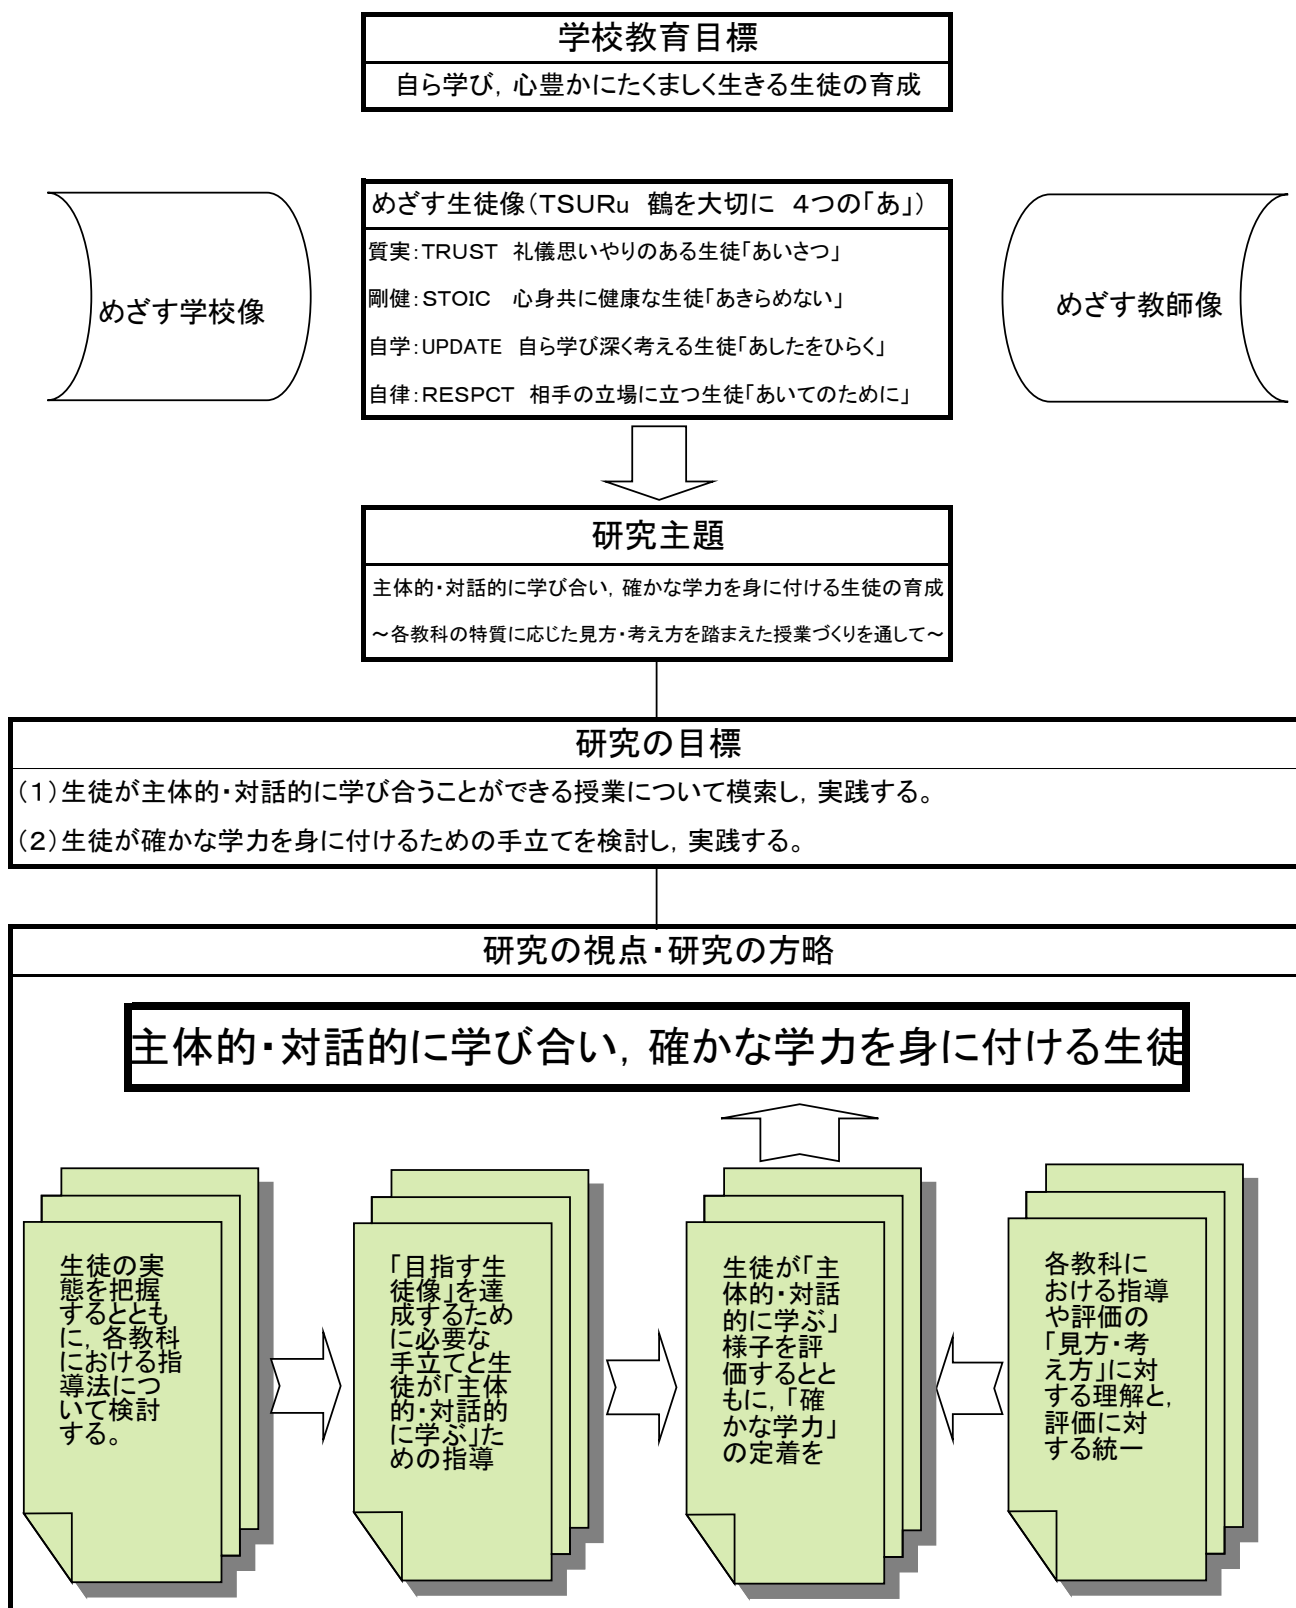 学校教育目標
自ら学び，心豊かにたくましく生きる生徒の育成
めざす学校像
めざす生徒像（TSURu　鶴を大切に　４つの「あ」）
質実：TRUST　礼儀思いやりのある生徒「あいさつ」
剛健：STOIC　心身共に健康な生徒「あきらめない」
自学：UPDATE　自ら学び深く考える生徒「あしたをひらく」
自律：RESPCT　相手の立場に立つ生徒「あいてのために」
めざす教師像
研究主題
主体的・対話的に学び合い，確かな学力を身に付ける生徒の育成
～各教科の特質に応じた見方・考え方を踏まえた授業づくりを通して～
研究の目標
（１）生徒が主体的・対話的に学び合うことができる授業について模索し，実践する。
（２）生徒が確かな学力を身に付けるための手立てを検討し，実践する。
研究の視点・研究の方略
主体的・対話的に学び合い，確かな学力を身に付ける生徒
生徒の実
態を把握
するととも
に，各教科
における指
導法につ
いて検討
する。
「目指す生
徒像」を達
成するため
に必要な
手立てと生
徒が「主体
的・対話的
に学ぶ」た
めの指導
生徒が「主
体的・対話
的に学ぶ」
様子を評
価するとと
もに，「確
かな学力」
の定着を
各教科に
おける指導
や評価の
「見方・考
え方」に対
する理解と，
評価に対
する統一